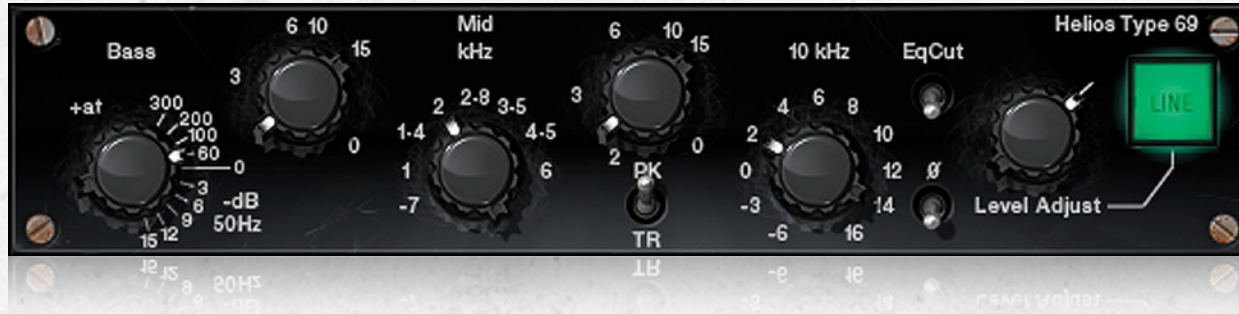 Bass
+at
300
200
100
60
0
3
6
9
12
15
-dB
50Hz
3
6 10
15
0
Mid
kHz
-7
1
1-4
2
2-8
3-5
4-5
6
2
3
6
10
15
0
PK
TR
10 kHz
-6
-3
0
2
4
6
8
10
12
14
16
EqCut
Ø
Helios Type 69
LINE
Level Adjust